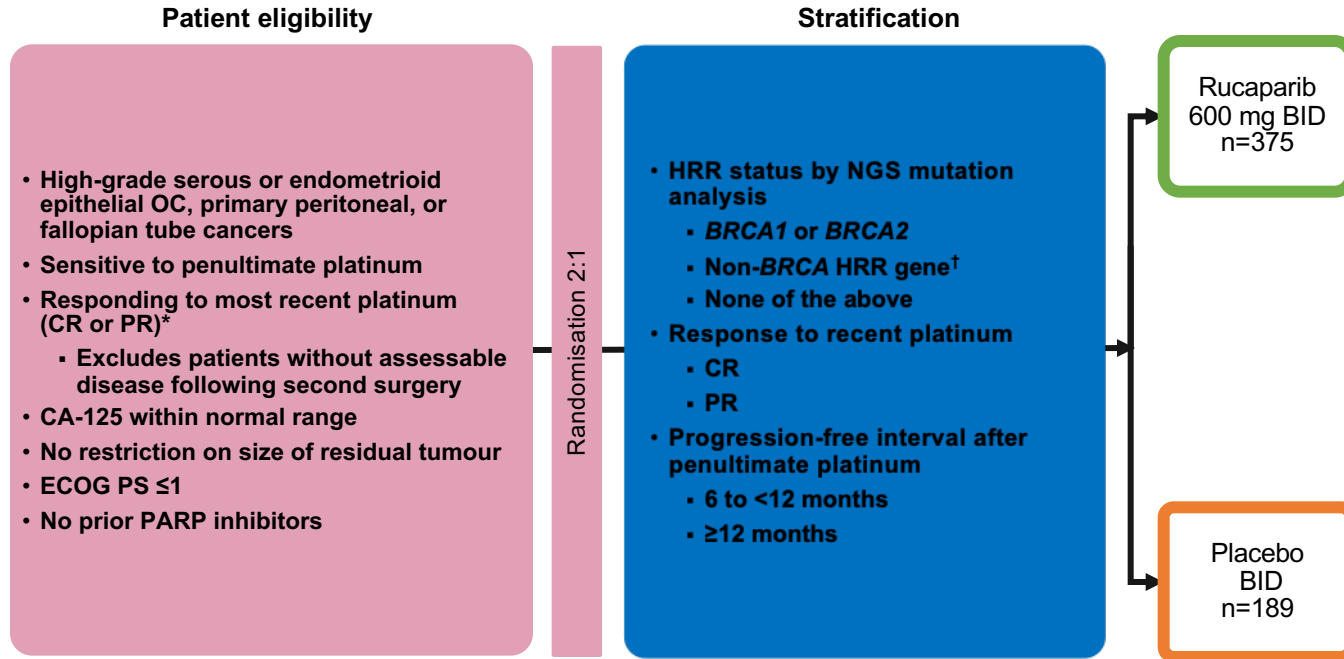 Patient eligibility
• High-grade serous or endometrioid
epithelial OC, primary peritoneal, or
fallopian tube cancers
• Sensitive to penultimate platinum
• Responding to most recent platinum
(CR or PR)*
▪ Excludes patients without assessable
disease following second surgery
• CA-125 within normal range
• No restriction on size of residual tumour
• ECOG PS ≤1
• No prior PARP inhibitors
Randomisation 2:1
Stratification
• HRR status by NGS mutation
analysis
▪ BRCA1 or BRCA2
▪ Non-BRCA HRR gene†
▪ None of the above
• Response to recent platinum
▪ CR
▪ PR
• Progression-free interval after
penultimate platinum
▪ 6 to <12 months
▪ ≥12 months
Rucaparib
600 mg BID
n=375
Placebo
BID
n=189